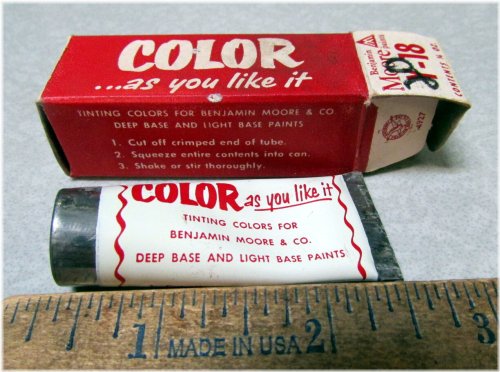 COLOR
...as you like it
TINTING COLORS FOR BENJAMIN MOORE & CO.
DEEP BASE AND LIGHT BASE PAINTS
1. Cut off crimped end of tube.
2. Squeeze entire contents into can.
3. Shake or stir thoroughly.
Benjamin
Moore
paints
18
COLOR as you like it
TINTING COLORS FOR
BENJAMIN MOORE & CO.
DEEP BASE AND LIGHT BASE PAINTS
1 2 3
MADE IN USA